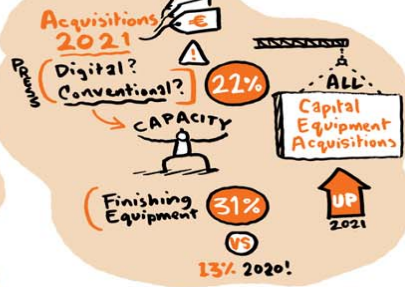 Acquisitions
2021
€
!
PRESS
Digital?
Conventional?
22%
CAPACITY
Finishing
Equipment
31%
VS
13% 2020!
ALL
Capital
Equipment
Acquisitions
UP
2021